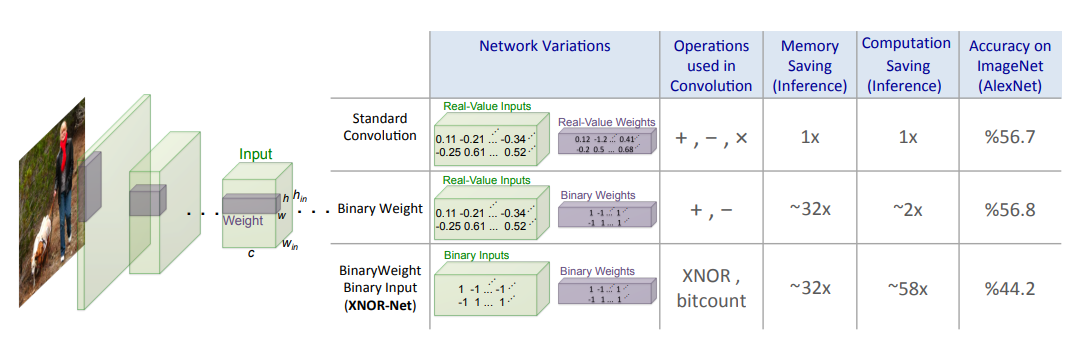 Network Variations
Operations
used in
Convolution
Memory
Saving
(Inference)
Computation
Saving
(Inference)
Accuracy on
ImageNet
(AlexNet)
Input
Weight
h
h_in
w
w_in
c
. . .
. . .
Standard
Convolution
Real-Value Inputs
0.11 -0.21 ... -0.34
-0.25 0.61 ... 0.52
Real-Value Weights
0.12 -1.2 ... 0.41
-0.2 0.5 ... 0.68
+ , − , ×
1x
1x
%56.7
Binary Weight
Real-Value Inputs
0.11 -0.21 ... -0.34
-0.25 0.61 ... 0.52
Binary Weights
1 -1 ... 1
-1 1 ... 1
+ , −
~32x
~2x
%56.8
BinaryWeight
Binary Input
(XNOR-Net)
Binary Inputs
1 -1 ... -1
-1 1 ... 1
Binary Weights
1 -1 ... 1
-1 1 ... 1
XNOR ,
bitcount
~32x
~58x
%44.2